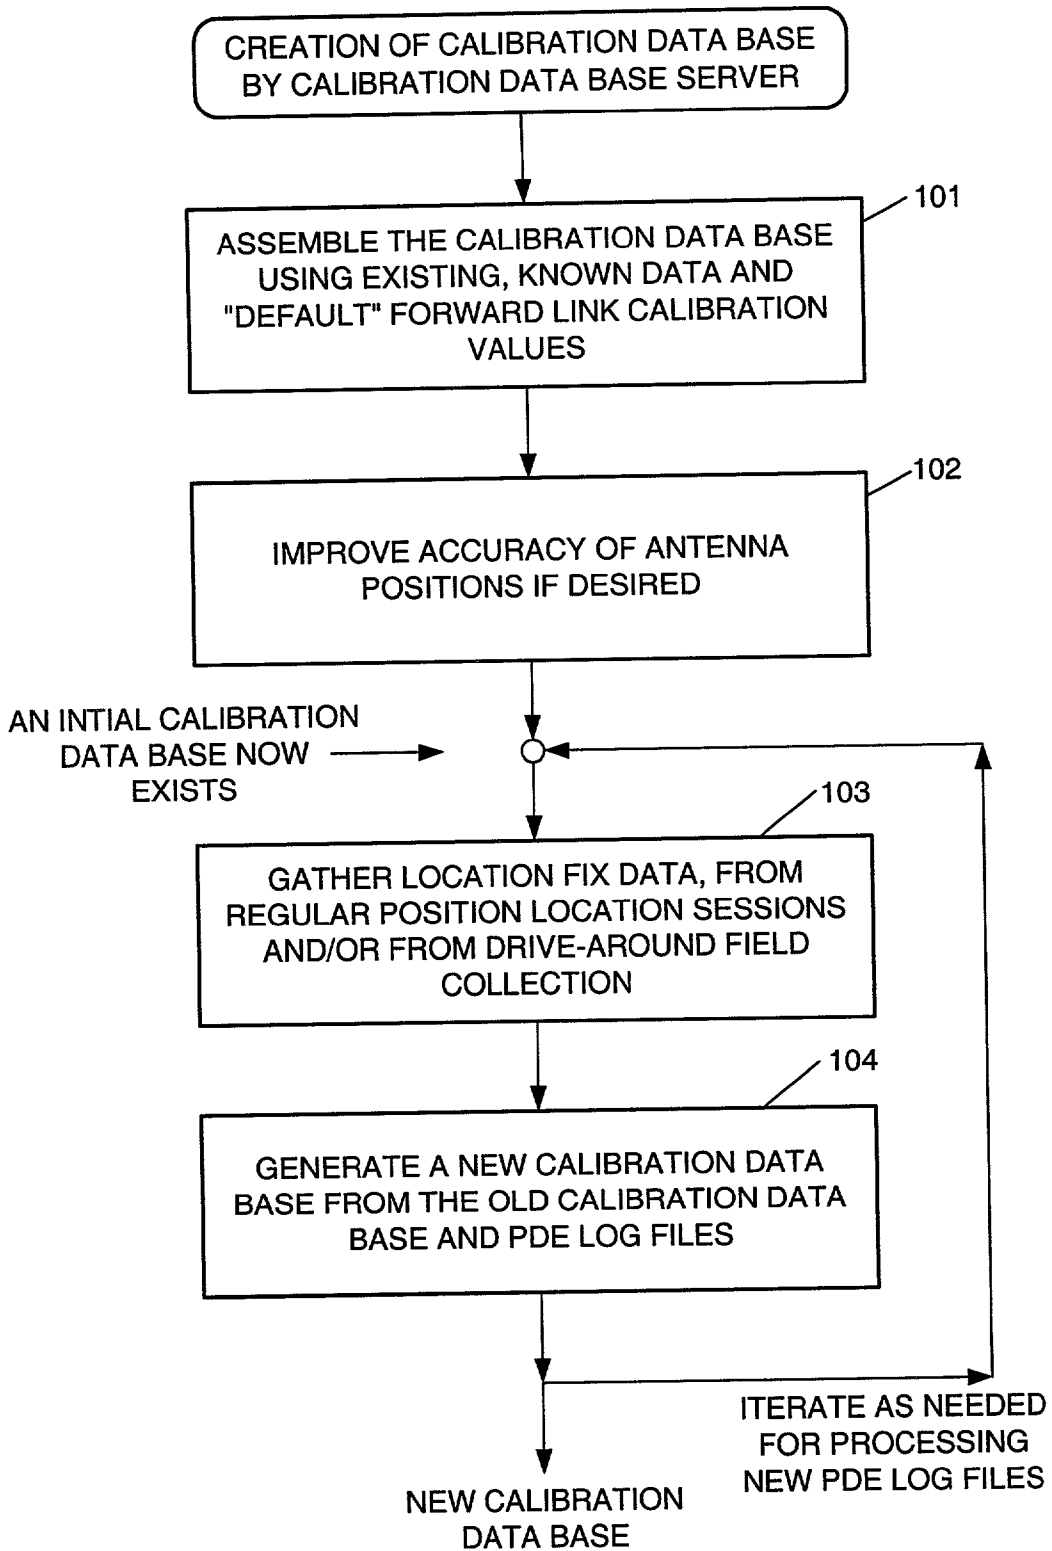 CREATION OF CALIBRATION DATA BASE
BY CALIBRATION DATA BASE SERVER
101
ASSEMBLE THE CALIBRATION DATA BASE
USING EXISTING, KNOWN DATA AND
"DEFAULT" FORWARD LINK CALIBRATION
VALUES
102
IMPROVE ACCURACY OF ANTENNA
POSITIONS IF DESIRED
AN INTIAL CALIBRATION
DATA BASE NOW
EXISTS
103
GATHER LOCATION FIX DATA, FROM
REGULAR POSITION LOCATION SESSIONS
AND/OR FROM DRIVE-AROUND FIELD
COLLECTION
104
GENERATE A NEW CALIBRATION DATA
BASE FROM THE OLD CALIBRATION DATA
BASE AND PDE LOG FILES
ITERATE AS NEEDED
FOR PROCESSING
NEW PDE LOG FILES
NEW CALIBRATION
DATA BASE